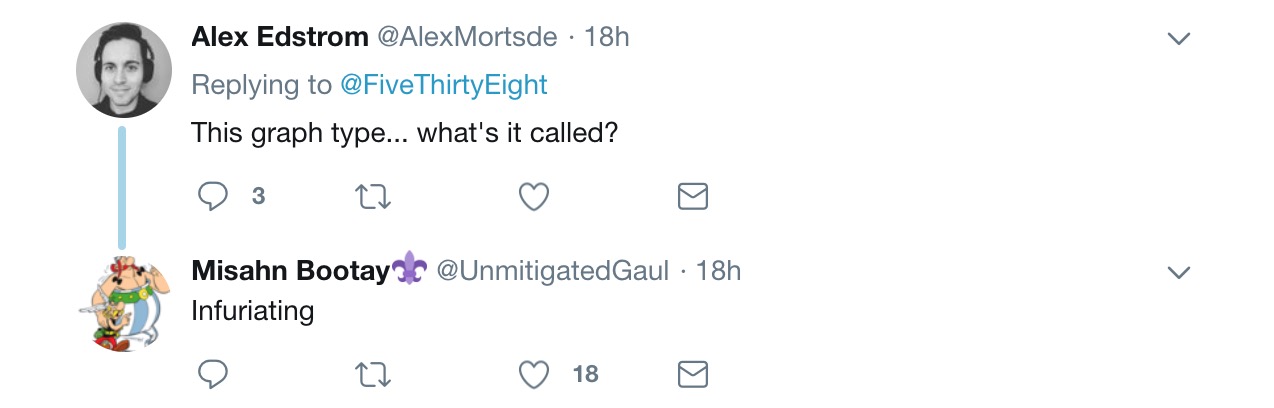 Alex Edstrom @AlexMortsde · 18h
Replying to @FiveThirtyEight
This graph type... what's it called?
3
Misahn Bootay⚜ @UnmitigatedGaul · 18h
Infuriating
18